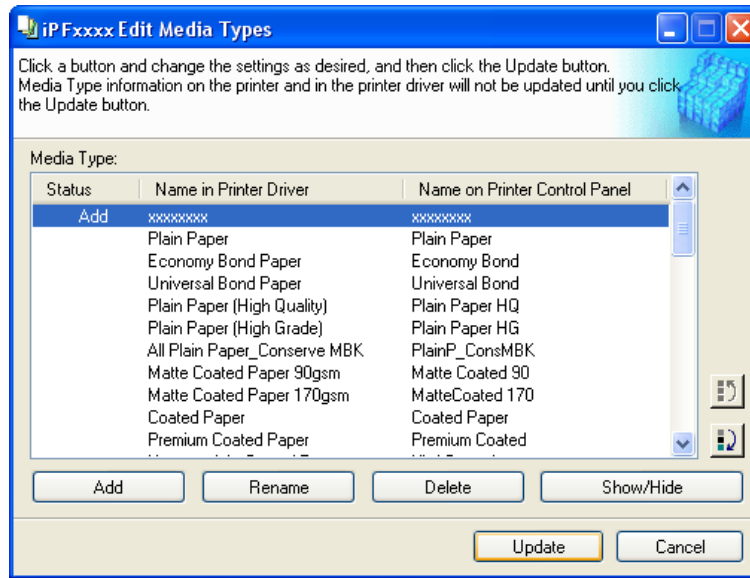 iPFxxxx Edit Media Types
Click a button and change the settings as desired, and then click the Update button.
Media Type information on the printer and in the printer driver will not be updated until you click
the Update button.
Media Type:
Status Name in Printer Driver Name on Printer Control Panel
Add xxxxxxxx xxxxxxxx
Plain Paper Plain Paper
Economy Bond Paper Economy Bond
Universal Bond Paper Universal Bond
Plain Paper (High Quality) Plain Paper HQ
Plain Paper (High Grade) Plain Paper HG
All Plain Paper_Conserve MBK PlainP_ConsMBK
Matte Coated Paper 90gsm Matte Coated 90
Matte Coated Paper 170gsm MatteCoated 170
Coated Paper Coated Paper
Premium Coated Paper Premium Coated
Add Rename Delete Show/Hide
Update Cancel